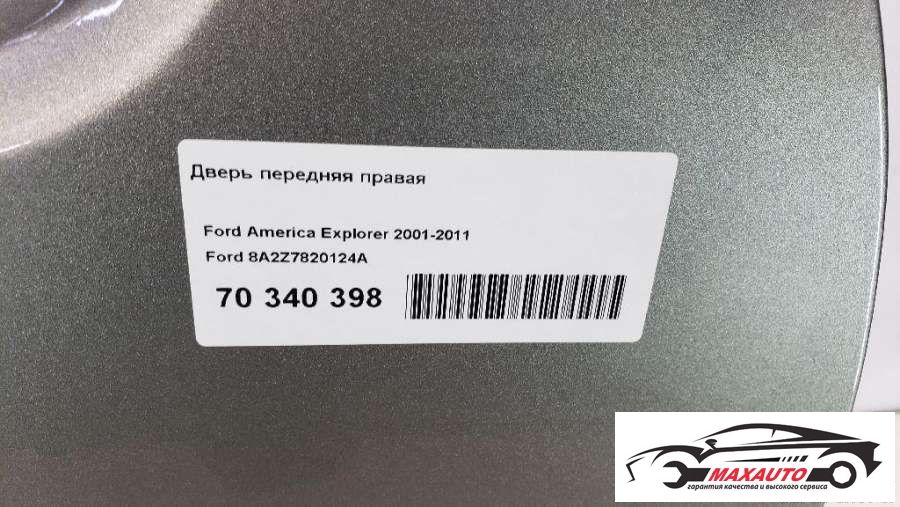 Дверь передняя правая
Ford America Explorer 2001-2011
Ford 8A2Z7820124A
70 340 398
MAXAUTO
гарантия качества и высокого сервиса